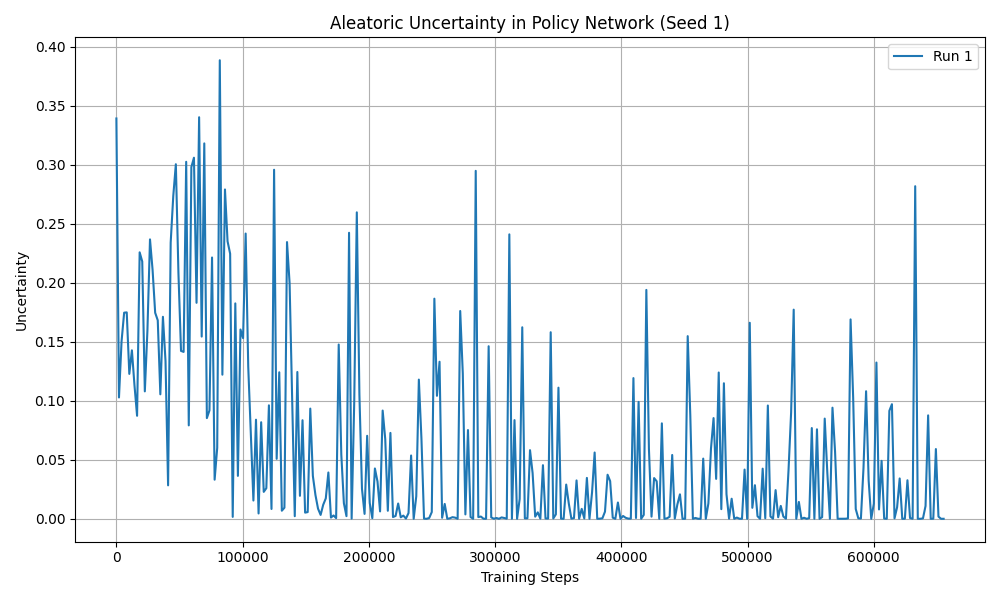 Aleatoric Uncertainty in Policy Network (Seed 1)
Run 1
Uncertainty
0.40
0.35
0.30
0.25
0.20
0.15
0.10
0.05
0.00
0 100000 200000 300000 400000 500000 600000
Training Steps